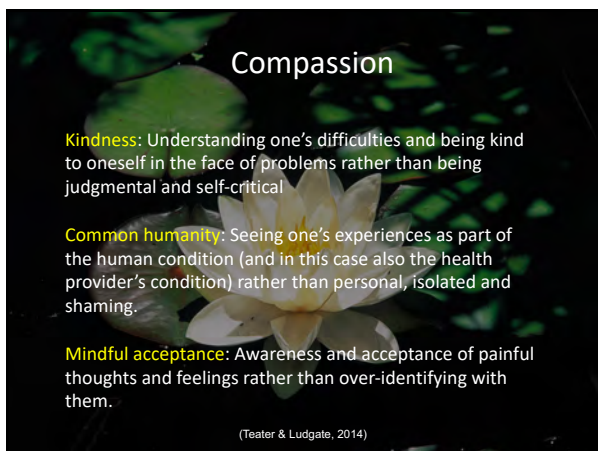 Compassion
Kindness: Understanding one's difficulties and being kind
to oneself in the face of problems rather than being
judgmental and self-critical
Common humanity: Seeing one's experiences as part of
the human condition (and in this case also the health
provider's condition) rather than personal, isolated and
shaming.
Mindful acceptance: Awareness and acceptance of painful
thoughts and feelings rather than over-identifying with
them.
(Teater & Ludgate, 2014)